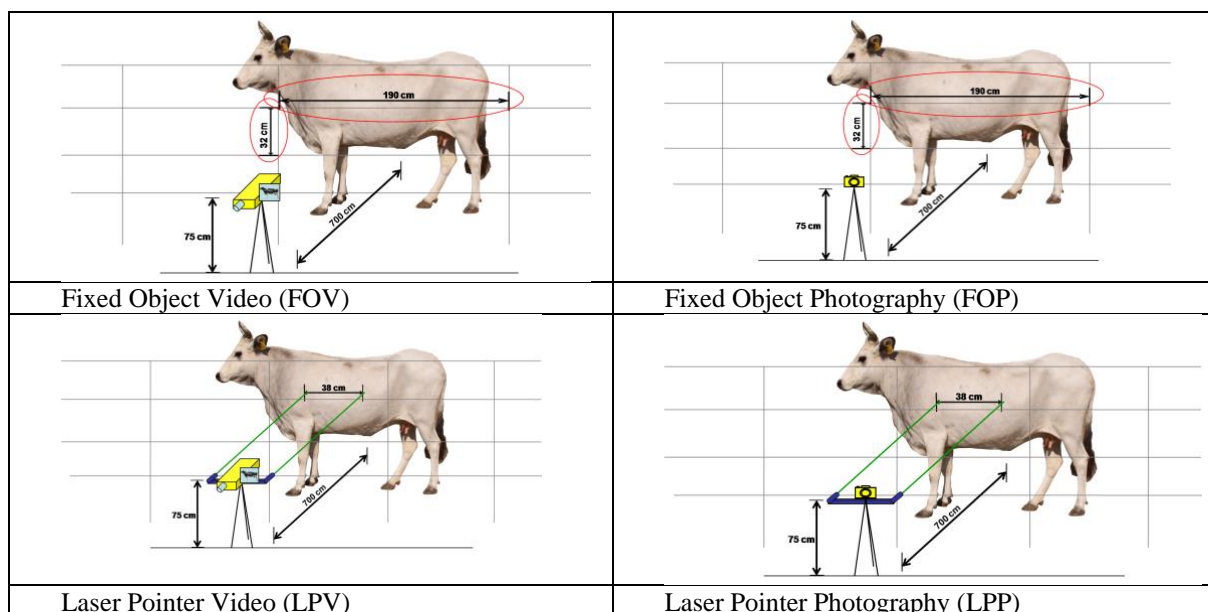 190 cm
32 cm
75 cm
700 cm
Fixed Object Video (FOV)
190 cm
32 cm
75 cm
700 cm
Fixed Object Photography (FOP)
38 cm
75 cm
700 cm
Laser Pointer Video (LPV)
38 cm
75 cm
700 cm
Laser Pointer Photography (LPP)